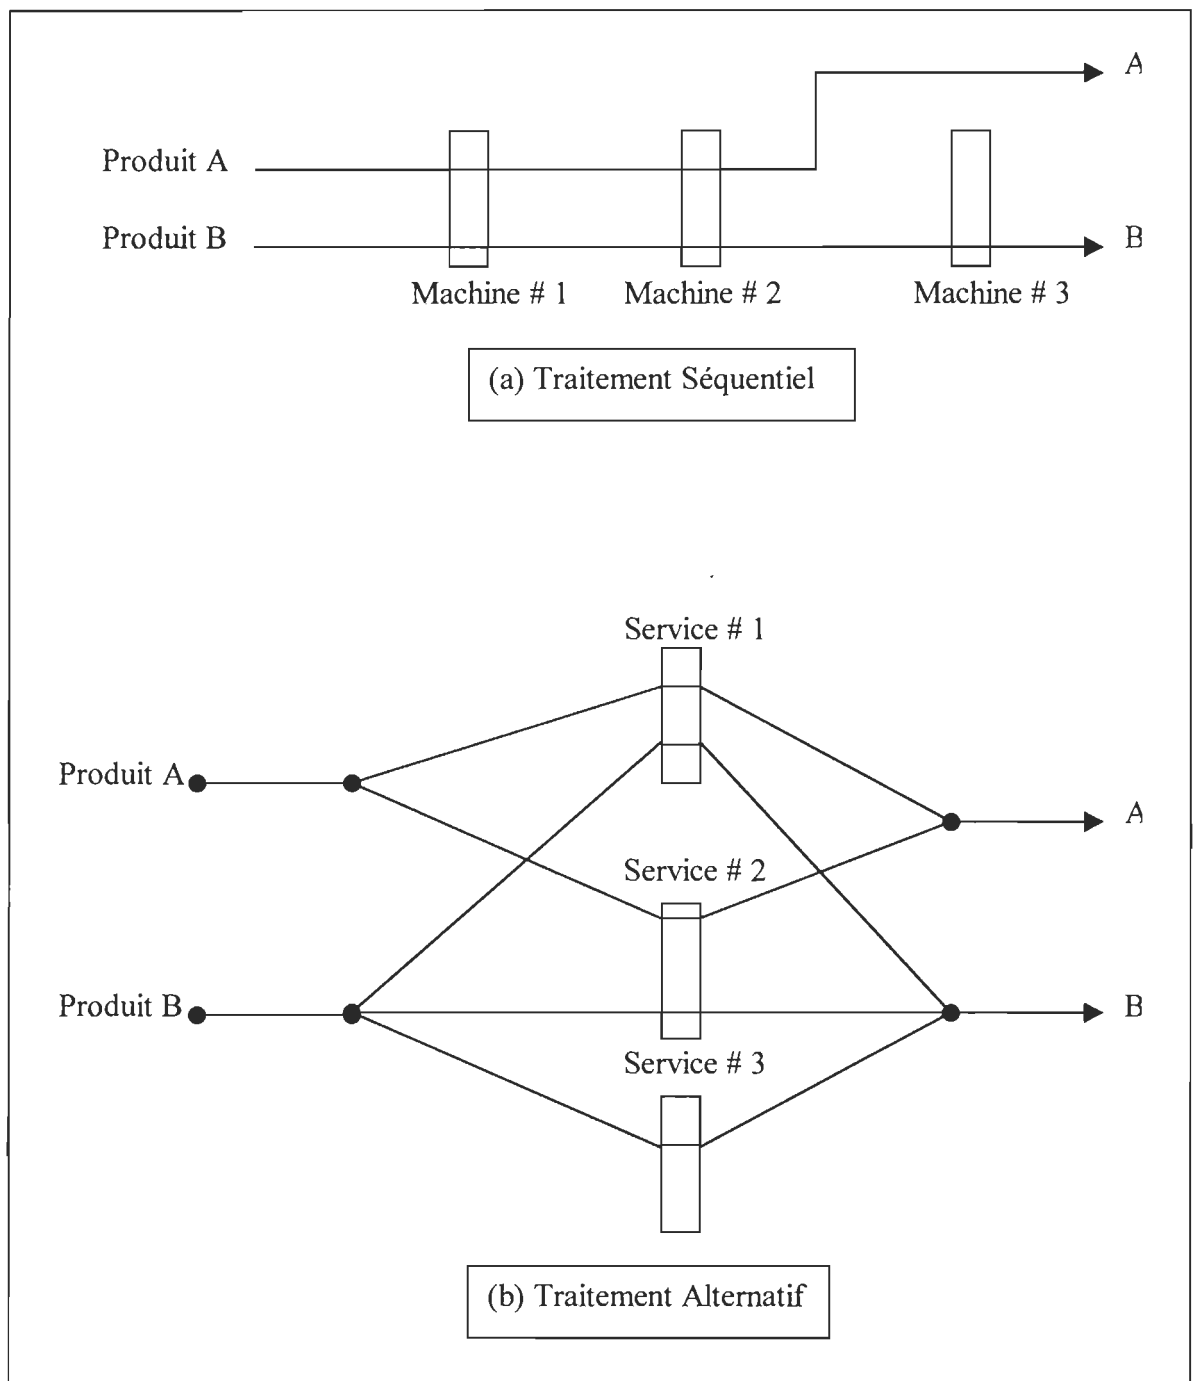 A
Produit A
Produit B
B
Machine # 1
Machine # 2
Machine # 3
(a) Traitement Séquentiel
Service # 1
Produit A
A
Service # 2
Produit B
B
Service # 3
(b) Traitement Alternatif